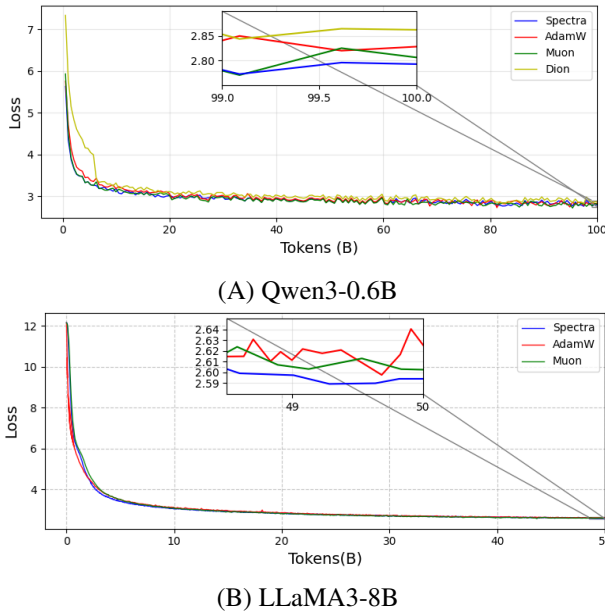 7
6
5
4
3
Loss
2.85
2.80
99.0 99.5 100.0
Spectra
AdamW
Muon
Dion
0 20 40 60 80 100
Tokens (B)
(A) Qwen3-0.6B
12
10
8
6
4
Loss
2.64
2.63
2.62
2.61
2.60
2.59
49 50
Spectra
AdamW
Muon
0 10 20 30 40 50
Tokens(B)
(B) LLaMA3-8B